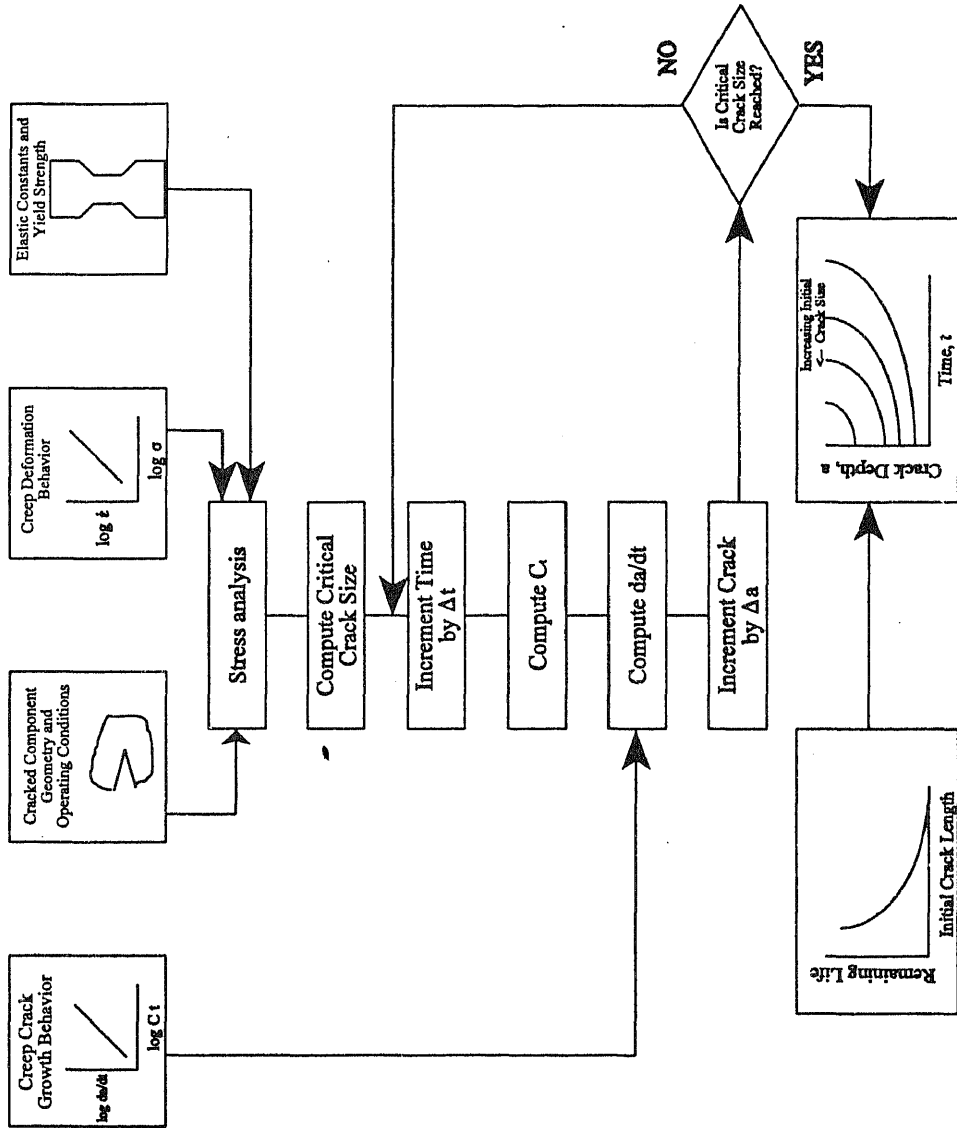 Creep Crack
Growth Behavior
log da/dt
log C t
Cracked Component
Geometry and
Operating Conditions
Creep Deformation
Behavior
log ε̇
log σ
Elastic Constants and
Yield Strength
Stress analysis
Compute Critical
Crack Size
Increment Time
by Δt
Compute Cₜ
Compute da/dt
Increment Crack
by Δa
Is Critical
Crack Size
Reached?
NO
YES
Remaining Life
Initial Crack Length
Increasing Initial
<- Crack Size
Crack Depth, a
Time, t